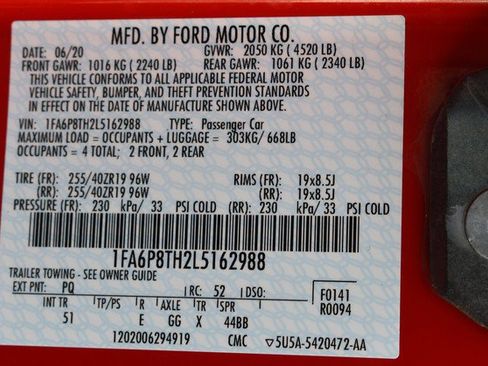 MFD. BY FORD MOTOR CO.
DATE: 06/20 GVWR: 2050 KG ( 4520 LB)
FRONT GAWR: 1016 KG ( 2240 LB) REAR GAWR: 1061 KG ( 2340 LB)
THIS VEHICLE CONFORMS TO ALL APPLICABLE FEDERAL MOTOR
VEHICLE SAFETY, BUMPER, AND THEFT PREVENTION STANDARDS
IN EFFECT ON THE DATE OF MANUFACTURE SHOWN ABOVE.
VIN: 1FA6P8TH2L5162988 TYPE: Passenger Car
MAXIMUM LOAD = OCCUPANTS + LUGGAGE = 303KG/ 668LB
OCCUPANTS = 4 TOTAL; 2 FRONT, 2 REAR
TIRE (FR): 255/40ZR19 96W RIMS (FR): 19x8.5J
(RR): 255/40ZR19 96W (RR): 19x8.5J
PRESSURE (FR): 230 kPa/ 33 PSI COLD (RR): 230 kPa/ 33 PSI COLD
1FA6P8TH2L5162988
TRAILER TOWING - SEE OWNER GUIDE
EXT PNT: PQ RC: 52 DSO: F0141
INT TR TP/PS R AXLE TR SPR R0094
51 E GG X 44BB
1202006294919 CMC ▽5U5A-5420472-AA